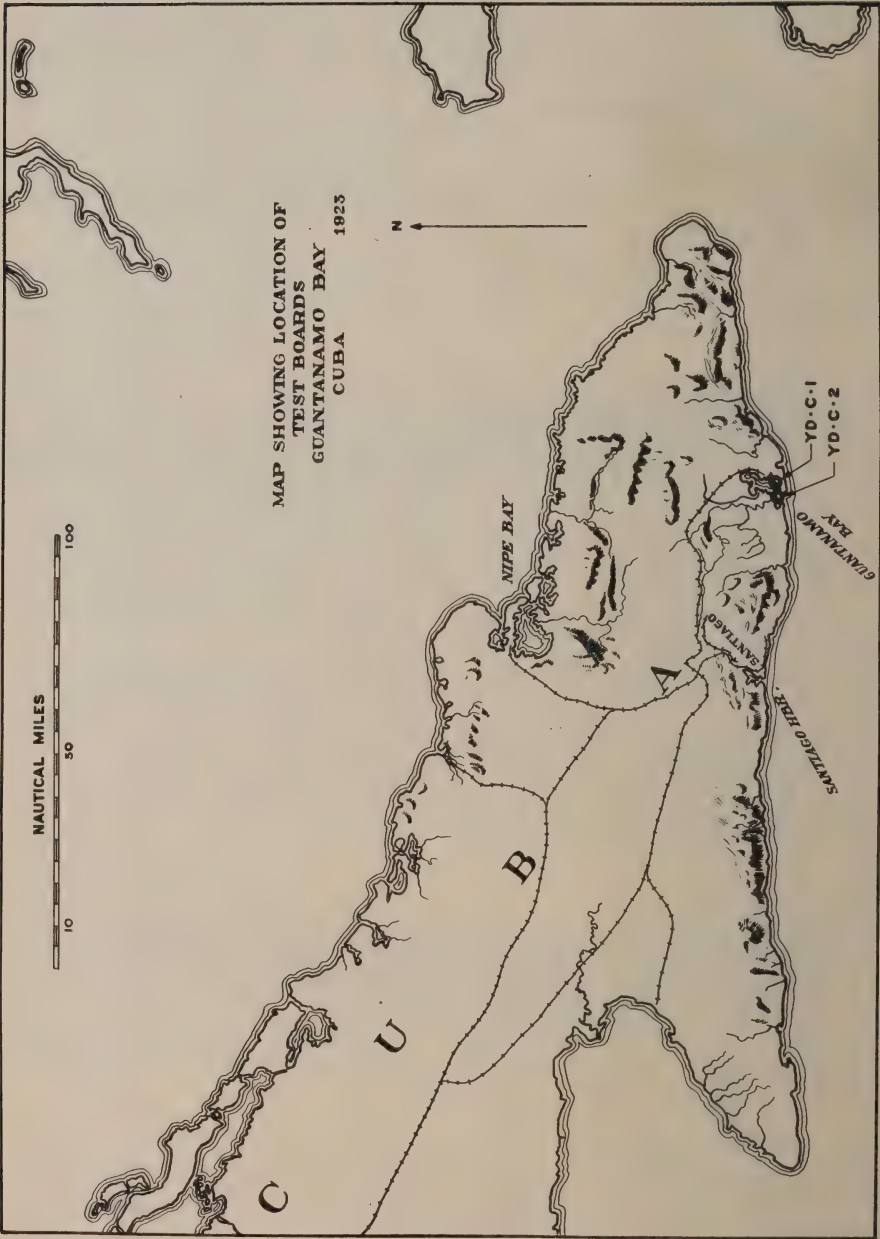 MAP SHOWING LOCATION OF
TEST BOARDS
GUANTANAMO BAY 1923
CUBA
N
NAUTICAL MILES
10 50 100
NIPE BAY
C U B A
SANTIAGO
SANTIAGO HBR.
GUANTANAMO
BAY
YD·C·1
YD·C·2